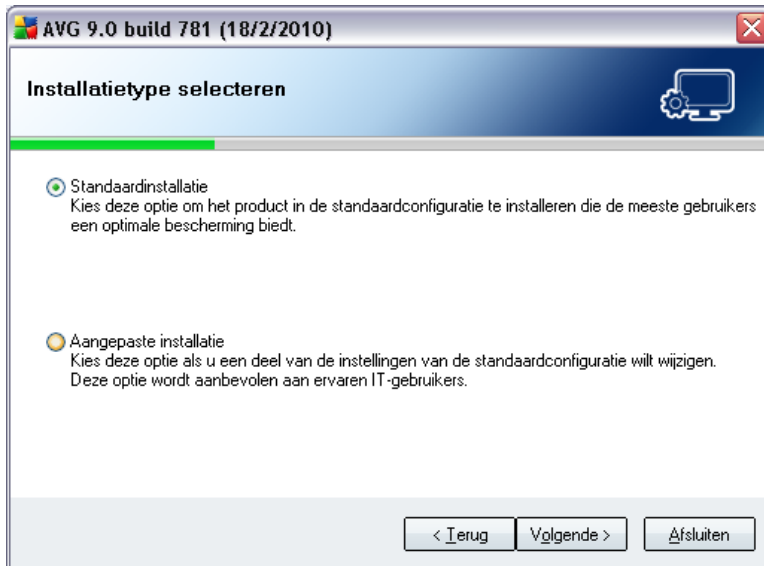 AVG 9.0 build 781 (18/2/2010)
Installatietype selecteren
Standaardinstallatie
Kies deze optie om het product in de standaardconfiguratie te installeren die de meeste gebruikers
een optimale bescherming biedt.
Aangepaste installatie
Kies deze optie als u een deel van de instellingen van de standaardconfiguratie wilt wijzigen.
Deze optie wordt aanbevolen aan ervaren IT-gebruikers.
< Terug
Volgende >
Afsluiten